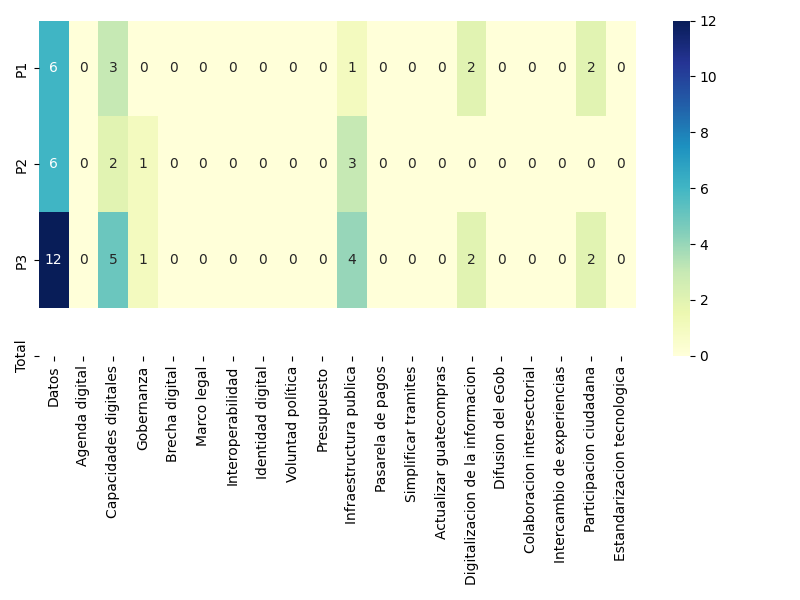 P1 6 0 3 0 0 0 0 0 0 0 1 0 0 0 2 0 0 0 2 0
P2 6 0 2 1 0 0 0 0 0 0 3 0 0 0 0 0 0 0 0 0
P3 12 0 5 1 0 0 0 0 0 0 4 0 0 0 2 0 0 0 2 0
Total
Datos
Agenda digital
Capacidades digitales
Gobernanza
Brecha digital
Marco legal
Interoperabilidad
Identidad digital
Voluntad politica
Presupuesto
Infraestructura publica
Pasarela de pagos
Simplificar tramites
Actualizar guatecompras
Digitalizacion de la informacion
Difusion del eGob
Colaboracion intersectorial
Intercambio de experiencias
Participacion ciudadana
Estandarizacion tecnologica
12
10
8
6
4
2
0